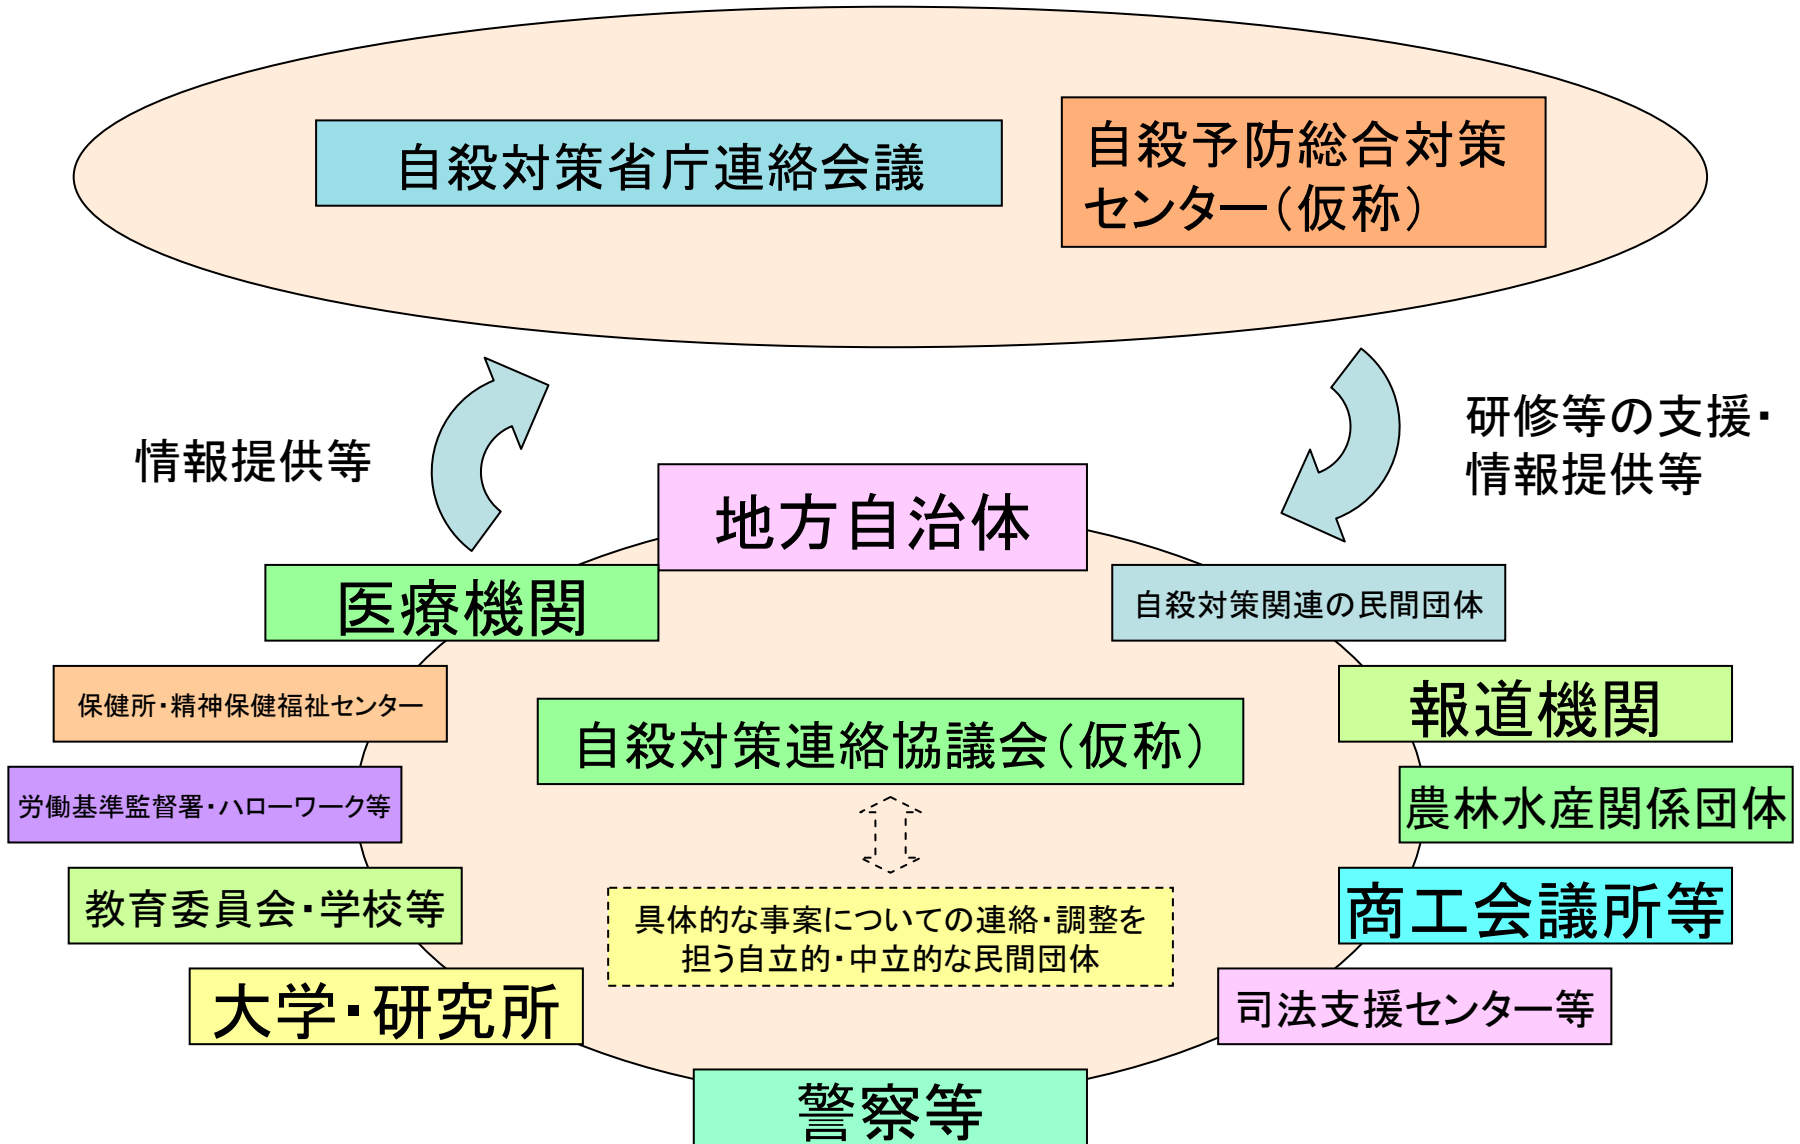 自殺対策省庁連絡会議
自殺予防総合対策
センター(仮称)
情報提供等
研修等の支援・
情報提供等
地方自治体
医療機関
自殺対策関連の民間団体
保健所・精神保健福祉センター
報道機関
自殺対策連絡協議会(仮称)
労働基準監督署・ハローワーク等
農林水産関係団体
教育委員会・学校等
商工会議所等
具体的な事案についての連絡・調整を
担う自立的・中立的な民間団体
大学・研究所
司法支援センター等
警察等